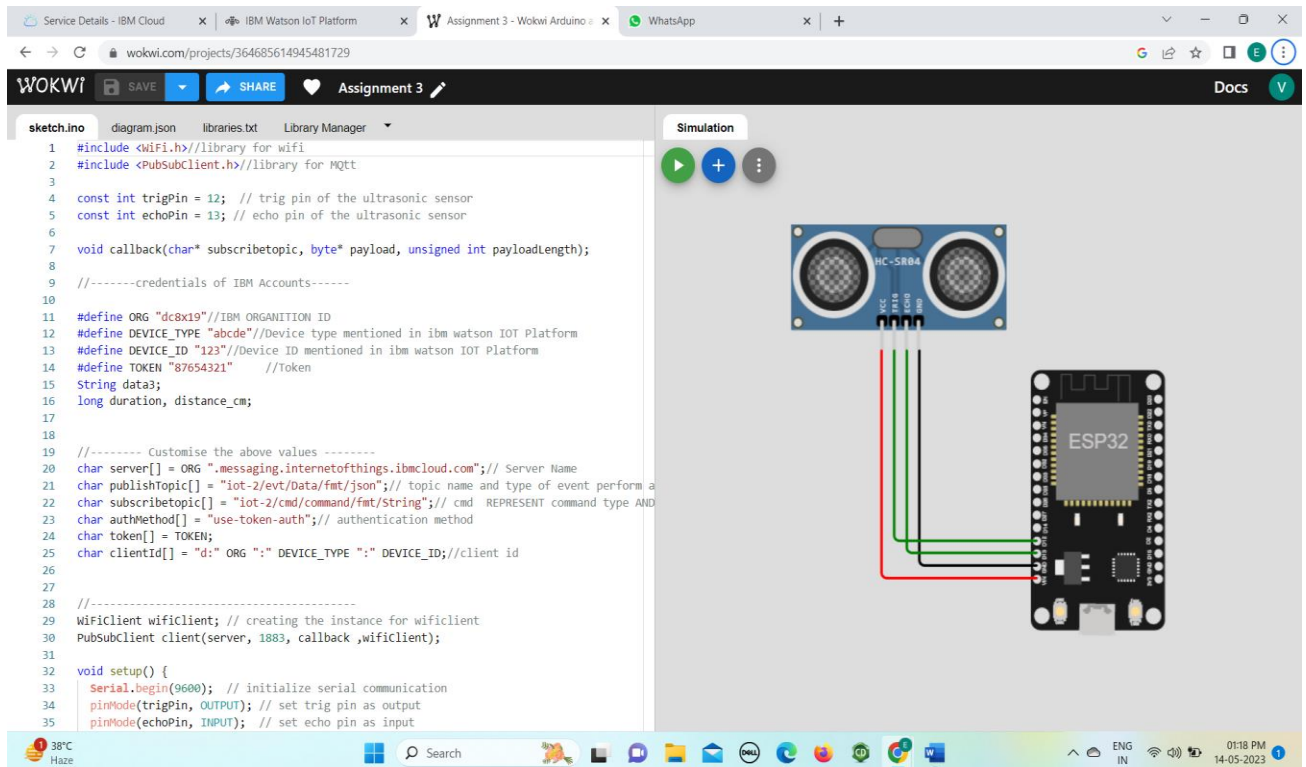 Service Details - IBM Cloud
IBM Watson IoT Platform
Assignment 3 - Wokwi Arduino a
WhatsApp
wokwi.com/projects/364685614945481729
E
WOKWi
SAVE
SHARE
Assignment 3
Docs
V
sketch.ino diagram.json libraries.txt Library Manager
Simulation
1 #include <WiFi.h>//library for wifi
2 #include <PubSubClient.h>//library for MQtt
3
4 const int trigPin = 12;  // trig pin of the ultrasonic sensor
5 const int echoPin = 13; // echo pin of the ultrasonic sensor
6
7 void callback(char* subscribetopic, byte* payload, unsigned int payloadLength);
8
9 //-------credentials of IBM Accounts------
10
11 #define ORG "dc8x19"//IBM ORGANITION ID
12 #define DEVICE_TYPE "abcde"//Device type mentioned in ibm watson IOT Platform
13 #define DEVICE_ID "123"//Device ID mentioned in ibm watson IOT Platform
14 #define TOKEN "87654321"     //Token
15 String data3;
16 long duration, distance_cm;
17
18
19 //-------- Customise the above values --------
20 char server[] = ORG ".messaging.internetofthings.ibmcloud.com";// Server Name
21 char publishTopic[] = "iot-2/evt/Data/fmt/json";// topic name and type of event perform a
22 char subscribetopic[] = "iot-2/cmd/command/fmt/String";// cmd  REPRESENT command type AND
23 char authMethod[] = "use-token-auth";// authentication method
24 char token[] = TOKEN;
25 char clientId[] = "d:" ORG ":" DEVICE_TYPE ":" DEVICE_ID;//client id
26
27
28 //-----------------------------------------
29 WiFiClient wifiClient; // creating the instance for wificlient
30 PubSubClient client(server, 1883, callback ,wifiClient);
31
32 void setup() {
33 Serial.begin(9600);  // initialize serial communication
34 pinMode(trigPin, OUTPUT); // set trig pin as output
35 pinMode(echoPin, INPUT);  // set echo pin as input
HC-SR04
VCC
TRIG
ECHO
GND
ESP32
1
38°C
Haze
Search
DELL
ENG
IN
01:18 PM
14-05-2023
1